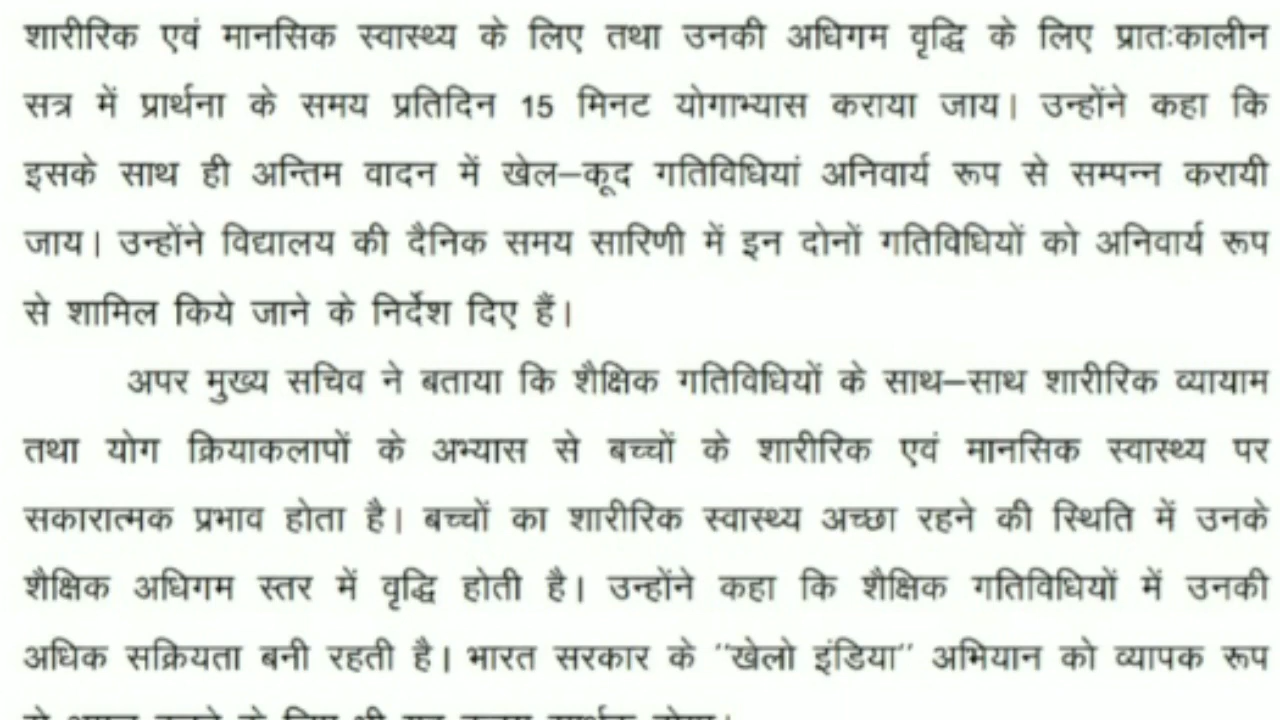 शारीरिक एवं मानसिक स्वास्थ्य के लिए तथा उनकी अधिगम वृद्धि के लिए प्रातःकालीन
सत्र में प्रार्थना के समय प्रतिदिन 15 मिनट योगाभ्यास कराया जाय। उन्होंने कहा कि
इसके साथ ही अन्तिम वादन में खेल–कूद गतिविधियां अनिवार्य रूप से सम्पन्न करायी
जाय। उन्होंने विद्यालय की दैनिक समय सारिणी में इन दोनों गतिविधियों को अनिवार्य रूप
से शामिल किये जाने के निर्देश दिए हैं।
अपर मुख्य सचिव ने बताया कि शैक्षिक गतिविधियों के साथ–साथ शारीरिक व्यायाम
तथा योग क्रियाकलापों के अभ्यास से बच्चों के शारीरिक एवं मानसिक स्वास्थ्य पर
सकारात्मक प्रभाव होता है। बच्चों का शारीरिक स्वास्थ्य अच्छा रहने की स्थिति में उनके
शैक्षिक अधिगम स्तर में वृद्धि होती है। उन्होंने कहा कि शैक्षिक गतिविधियों में उनकी
अधिक सक्रियता बनी रहती है। भारत सरकार के ''खेलो इंडिया'' अभियान को व्यापक रूप